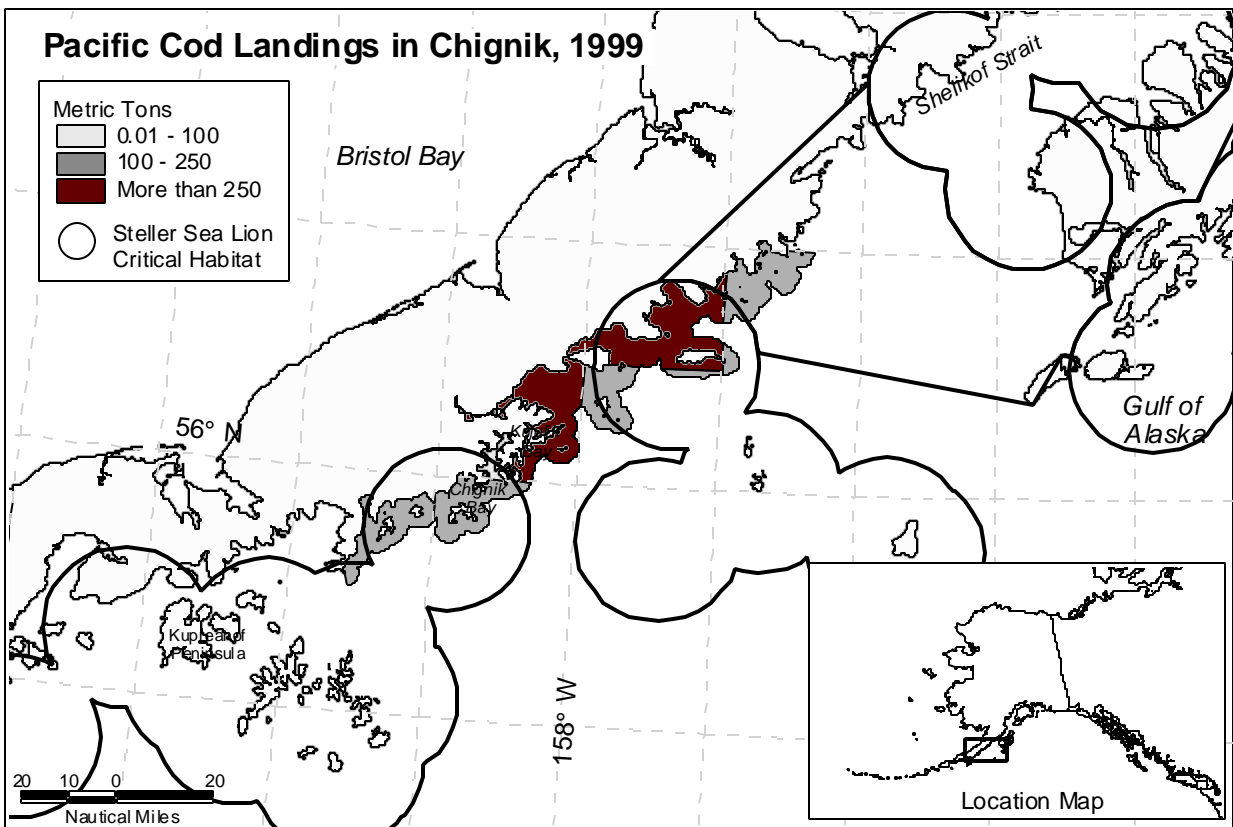 Pacific Cod Landings in Chignik, 1999
Metric Tons
0.01 - 100
100 - 250
More than 250
Steller Sea Lion
Critical Habitat
Bristol Bay
Shelikof Strait
Gulf of
Alaska
56° N
Chignik
Bay
Kupreanof
Peninsula
158° W
20 10 0 20
Nautical Miles
Location Map